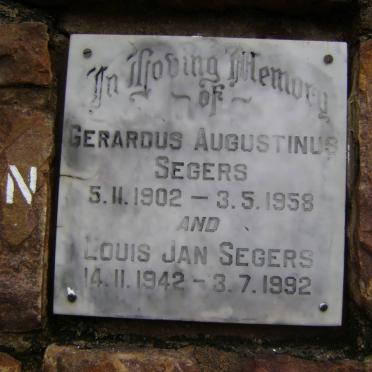 In Loving Memory
~ of ~
GERARDUS AUGUSTINUS
SEGERS
5.11.1902 – 3.5.1958
AND
LOUIS JAN SEGERS
14.11.1942 – 3.7.1992
N